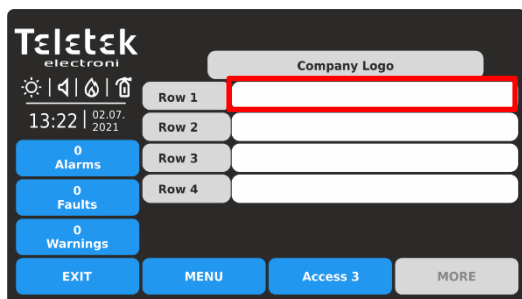 Tεlεtεk
electroni
Company Logo
13:22 | 02.07.
2021
Row 1
Row 2
Row 3
Row 4
0
Alarms
0
Faults
0
Warnings
EXIT
MENU
Access 3
MORE